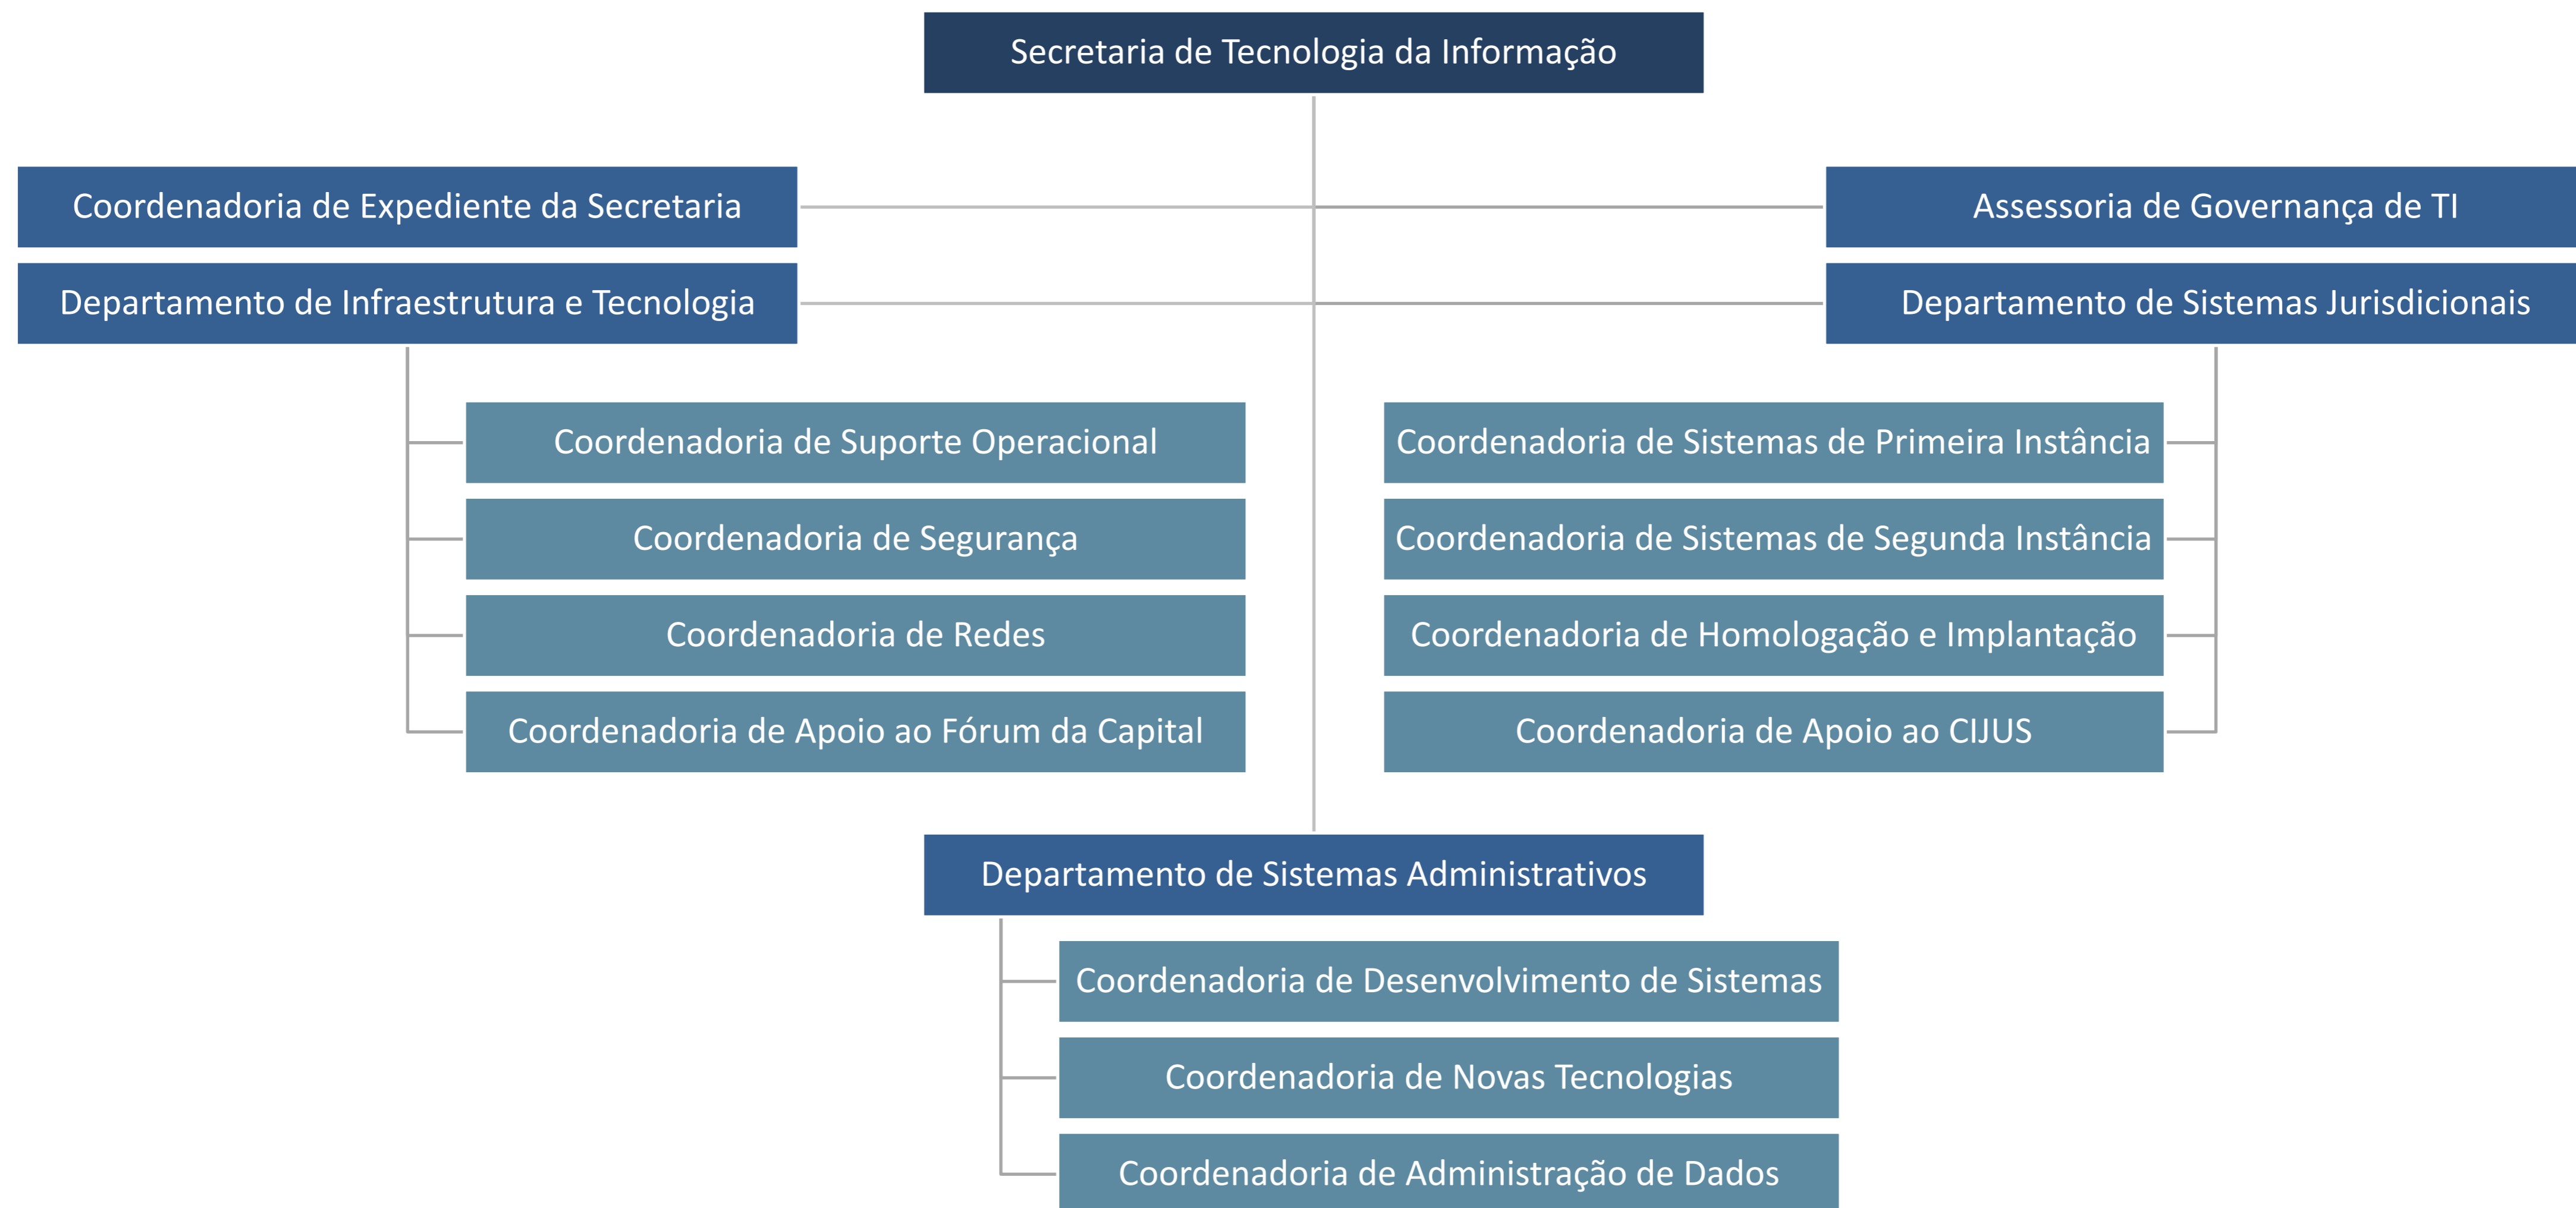 Secretaria de Tecnologia da Informação
Coordenadoria de Expediente da Secretaria
Assessoria de Governança de TI
Departamento de Infraestrutura e Tecnologia
Departamento de Sistemas Jurisdicionais
Coordenadoria de Suporte Operacional
Coordenadoria de Segurança
Coordenadoria de Redes
Coordenadoria de Apoio ao Fórum da Capital
Coordenadoria de Sistemas de Primeira Instância
Coordenadoria de Sistemas de Segunda Instância
Coordenadoria de Homologação e Implantação
Coordenadoria de Apoio ao CIJUS
Departamento de Sistemas Administrativos
Coordenadoria de Desenvolvimento de Sistemas
Coordenadoria de Novas Tecnologias
Coordenadoria de Administração de Dados